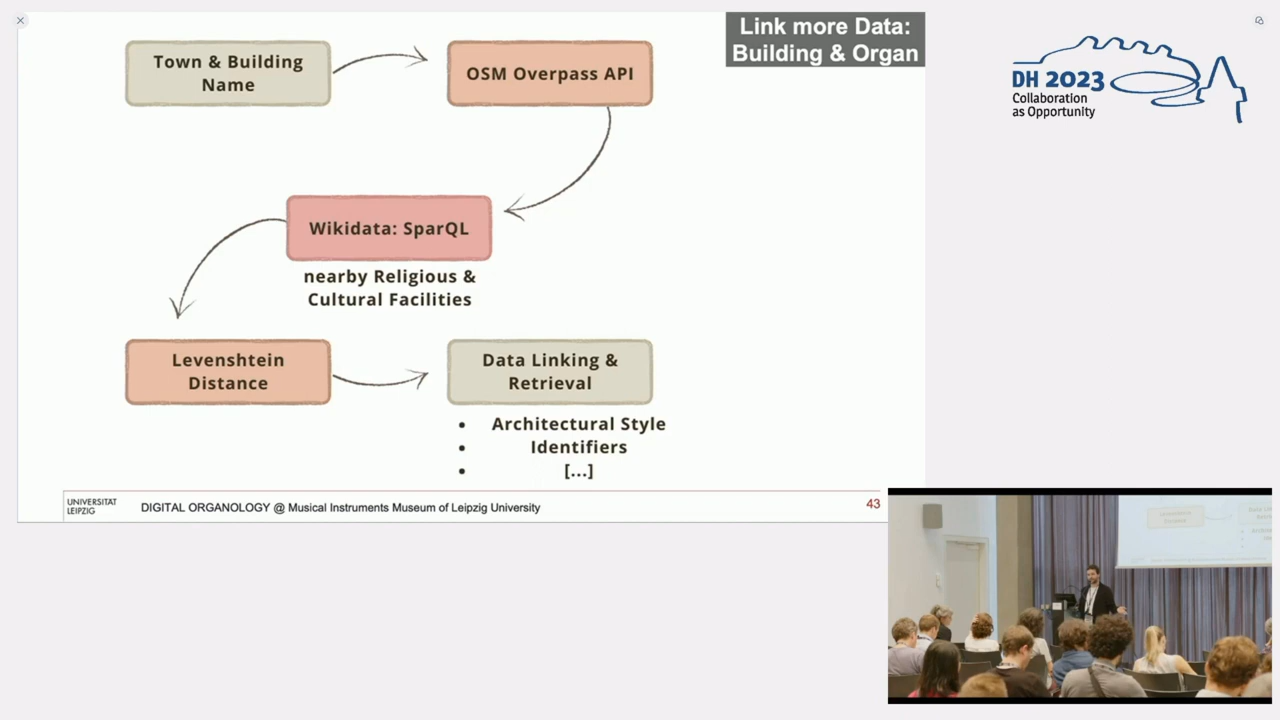 Link more Data:
Building & Organ
Town & Building
Name
OSM Overpass API
Wikidata: SparQL
nearby Religious &
Cultural Facilities
Levenshtein
Distance
Data Linking &
Retrieval
• Architectural Style
• Identifiers
• [...]
UNIVERSITÄT
LEIPZIG
DIGITAL ORGANOLOGY @ Musical Instruments Museum of Leipzig University
43
DH 2023
Collaboration
as Opportunity